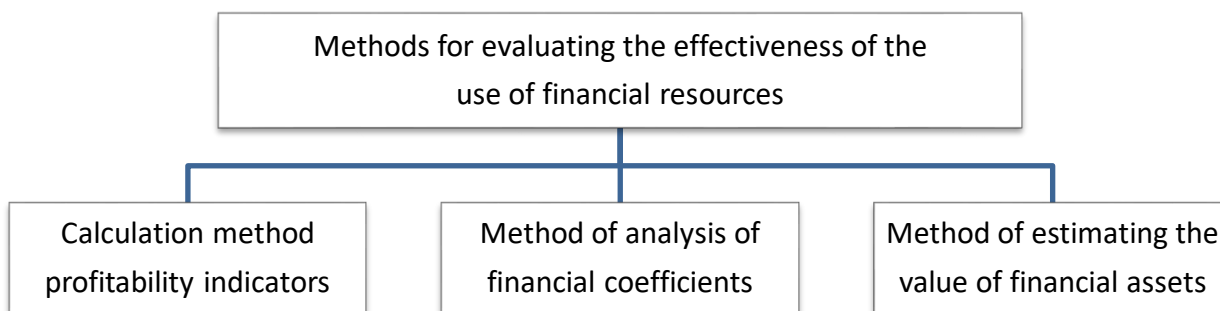 Methods for evaluating the effectiveness of the
use of financial resources
Calculation method
profitability indicators
Method of analysis of
financial coefficients
Method of estimating the
value of financial assets